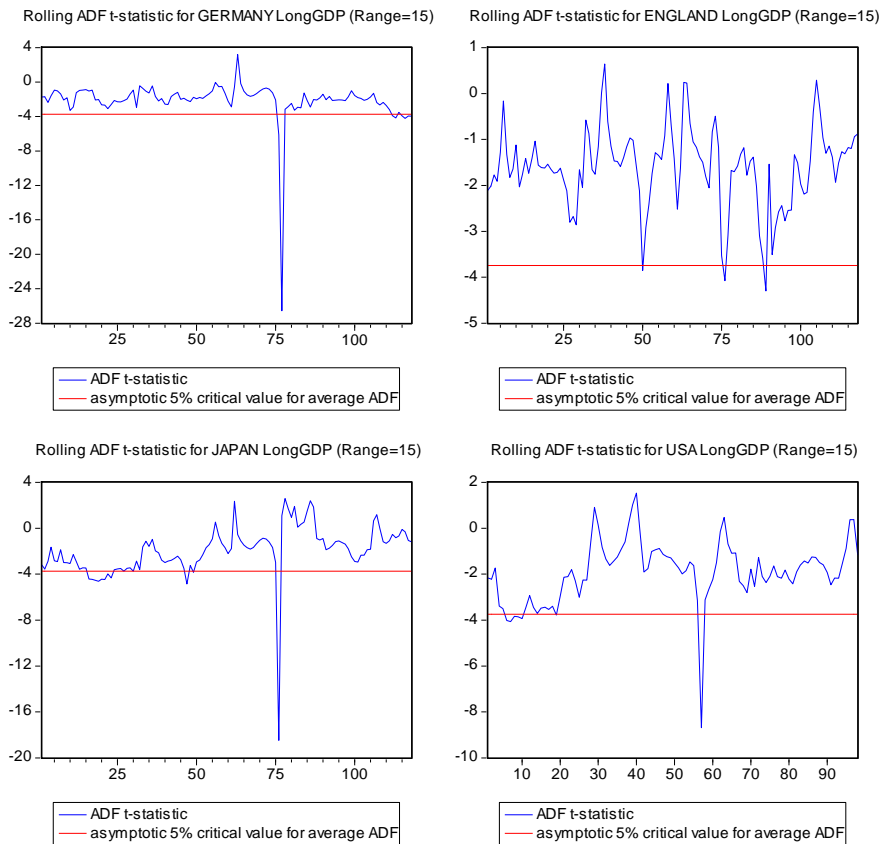 Rolling ADF t-statistic for GERMANY LongGDP (Range=15)
4
0
-4
-8
-12
-16
-20
-24
-28
25 50 75 100
ADF t-statistic
asymptotic 5% critical value for average ADF
Rolling ADF t-statistic for ENGLAND LongGDP (Range=15)
1
0
-1
-2
-3
-4
-5
25 50 75 100
ADF t-statistic
asymptotic 5% critical value for average ADF
Rolling ADF t-statistic for JAPAN LongGDP (Range=15)
4
0
-4
-8
-12
-16
-20
25 50 75 100
ADF t-statistic
asymptotic 5% critical value for average ADF
Rolling ADF t-statistic for USA LongGDP (Range=15)
2
0
-2
-4
-6
-8
-10
10 20 30 40 50 60 70 80 90
ADF t-statistic
asymptotic 5% critical value for average ADF